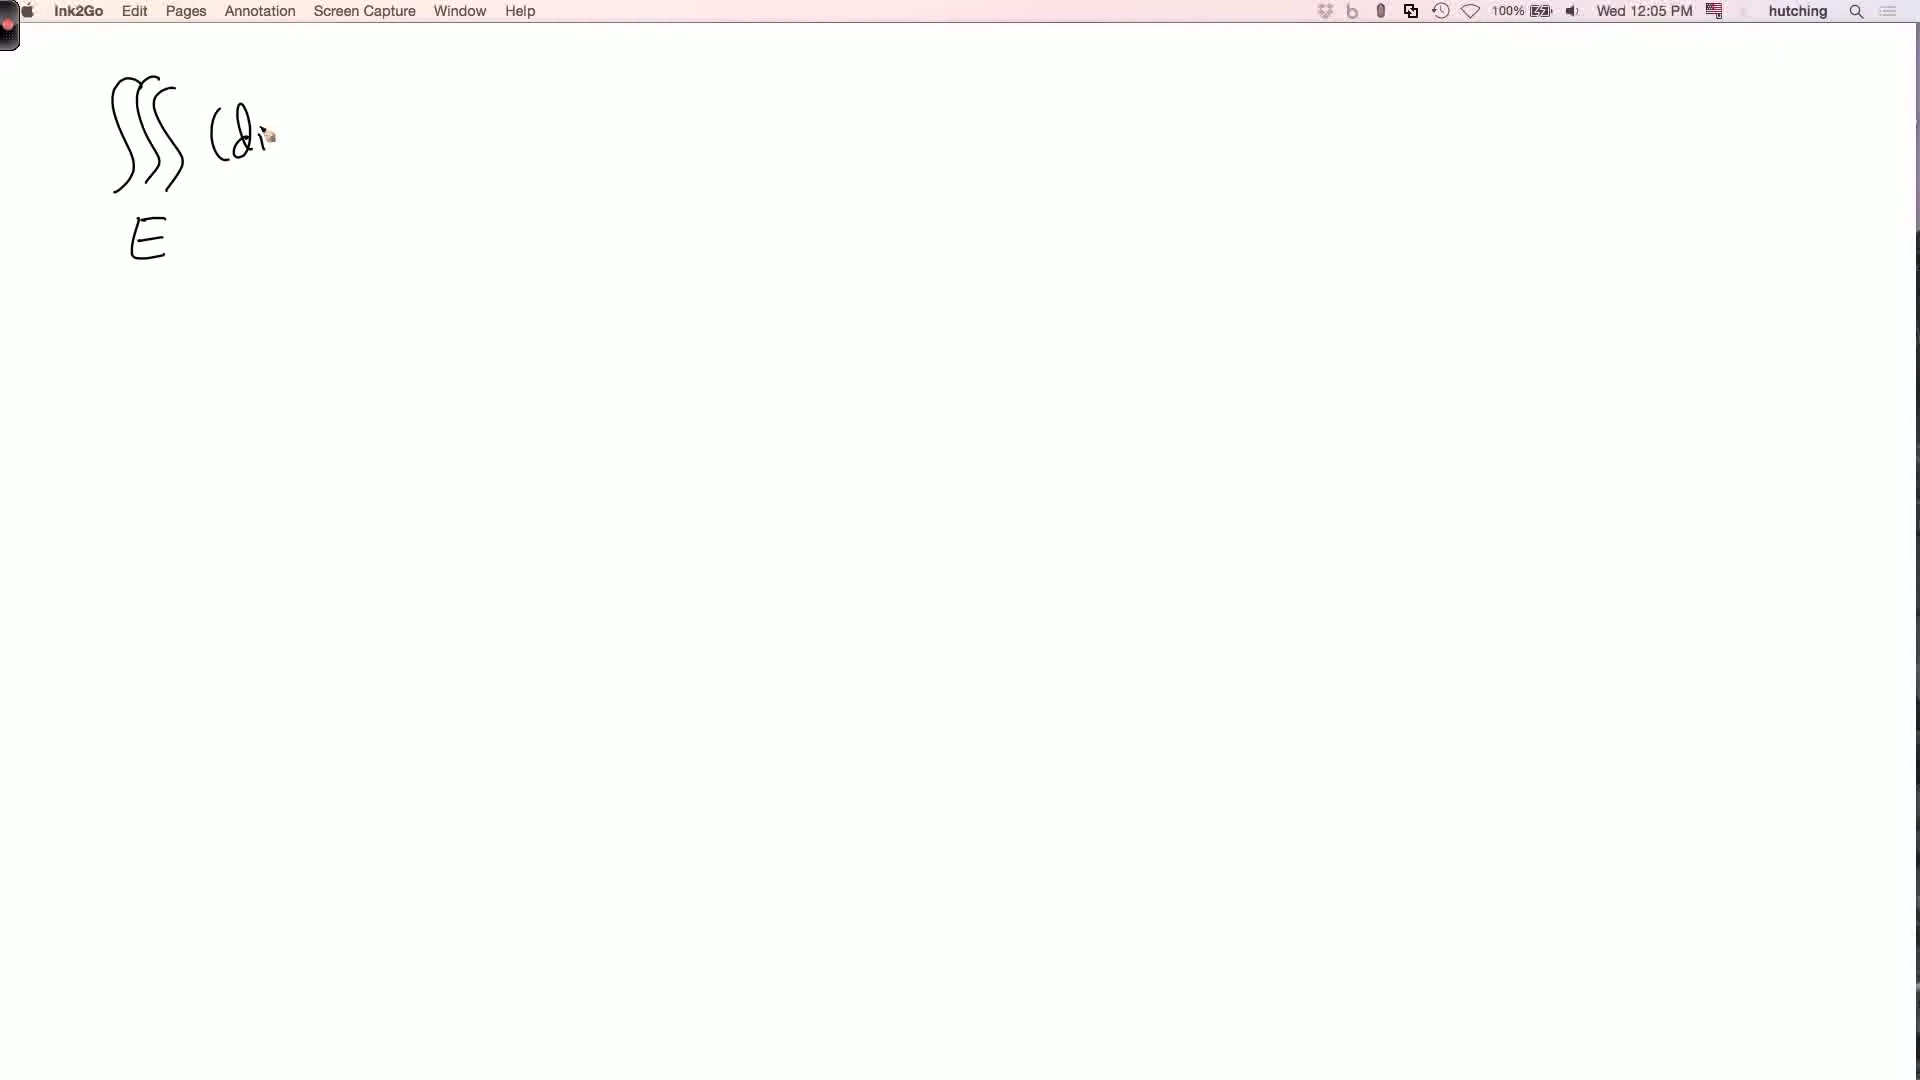 Ink2Go Edit Pages Annotation Screen Capture Window Help 100% Wed 12:05 PM hutching
∭ (di
E